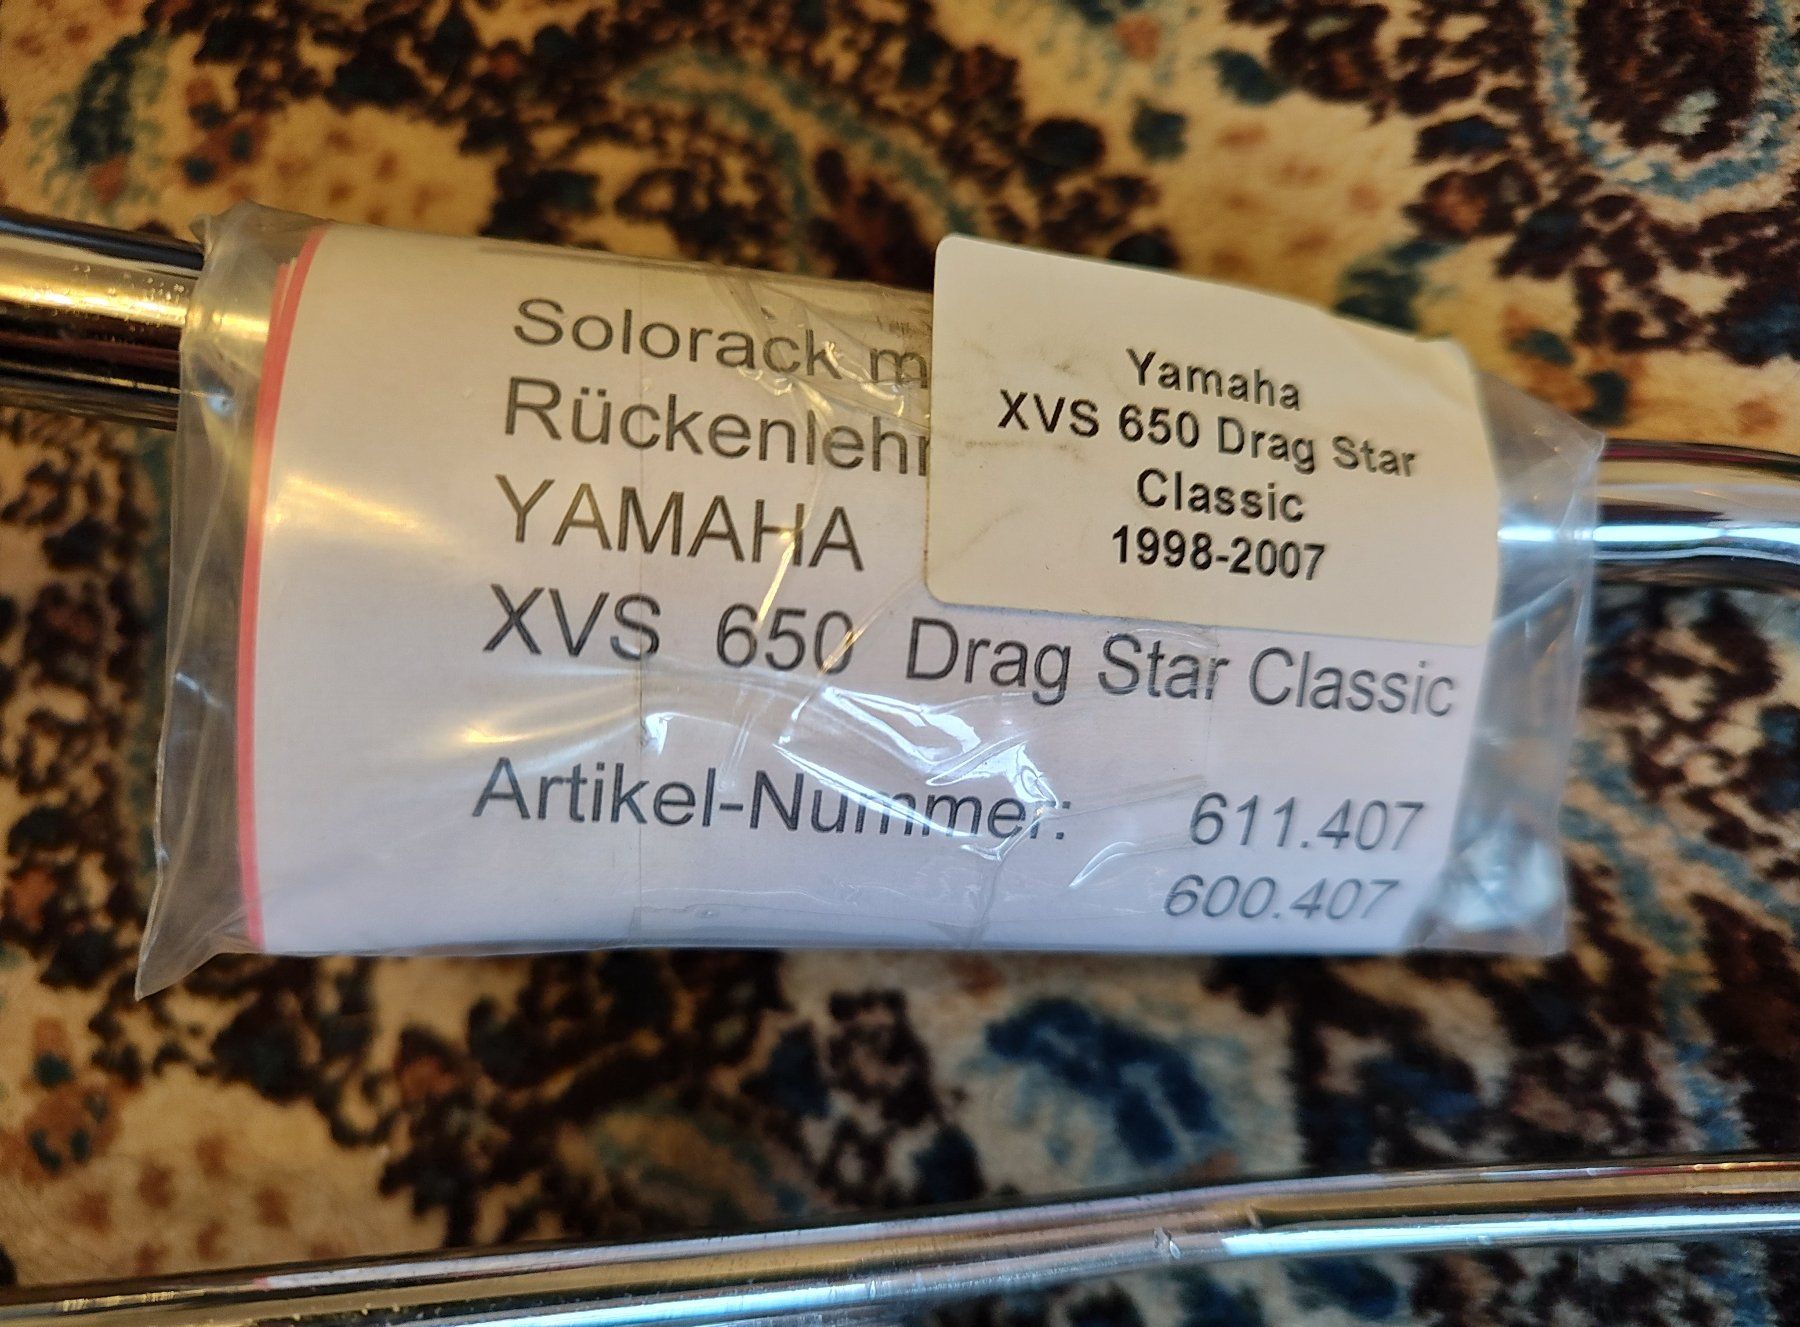 Solorack m
Rückenleh
YAMAHA
XVS 650 Drag Star Classic
Artikel-Nummer: 611.407
600.407
Yamaha
XVS 650 Drag Star
Classic
1998-2007